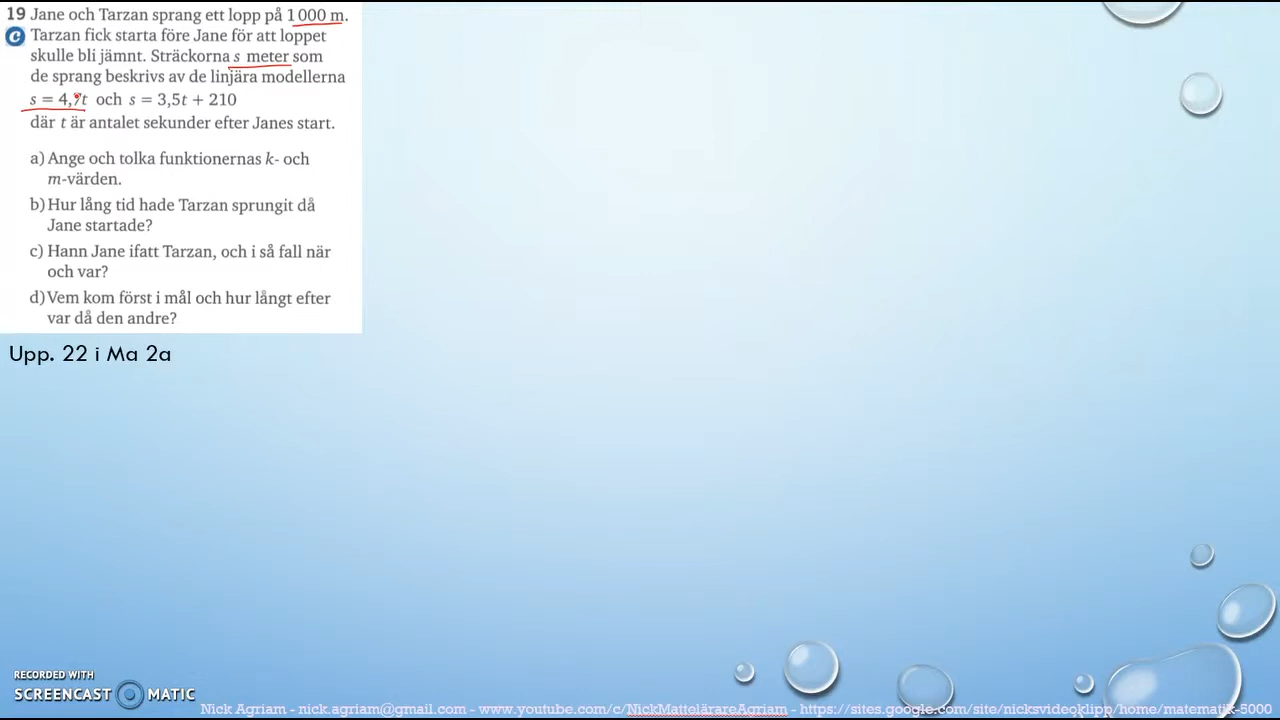 19 Jane och Tarzan sprang ett lopp på 1 000 m.
C Tarzan fick starta före Jane för att loppet
skulle bli jämnt. Sträckorna s meter som
de sprang beskrivs av de linjära modellerna
s = och s = 3,5t + 210
där t är antalet sekunder efter Janes start.
a) Ange och tolka funktionernas k- och
m-värden.
b) Hur lång tid hade Tarzan sprungit då
Jane startade?
c) Hann Jane ifatt Tarzan, och i så fall när
och var?
d) Vem kom först i mål och hur långt efter
var då den andre?
Upp. 22 i Ma 2a
RECORDED WITH
SCREENCAST MATIC
Nick Agriam - nick.agriam@gmail.com - www.youtube.com/c/NickMattelärareAgriam - https://sites.google.com/site/nicksvideoklipp/home/matematik-5000